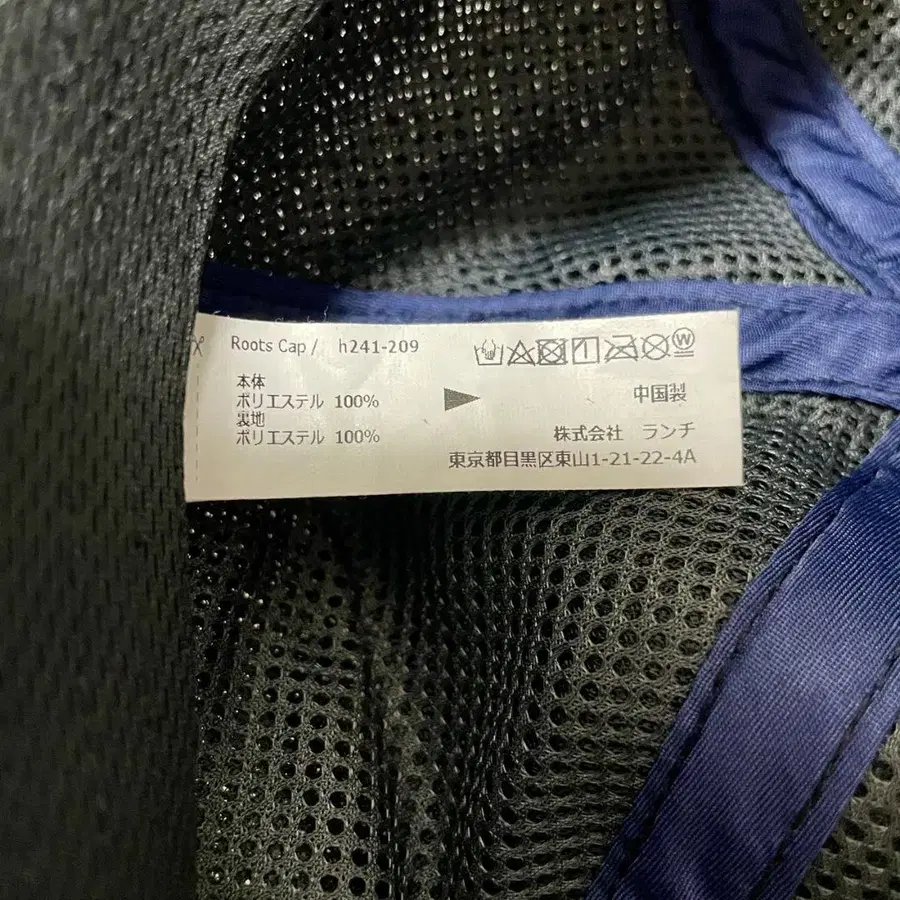 Roots Cap / h241-209
本体
ポリエステル 100%
裏地
ポリエステル 100%
中国製
株式会社 ランチ
東京都目黒区東山1-21-22-4A